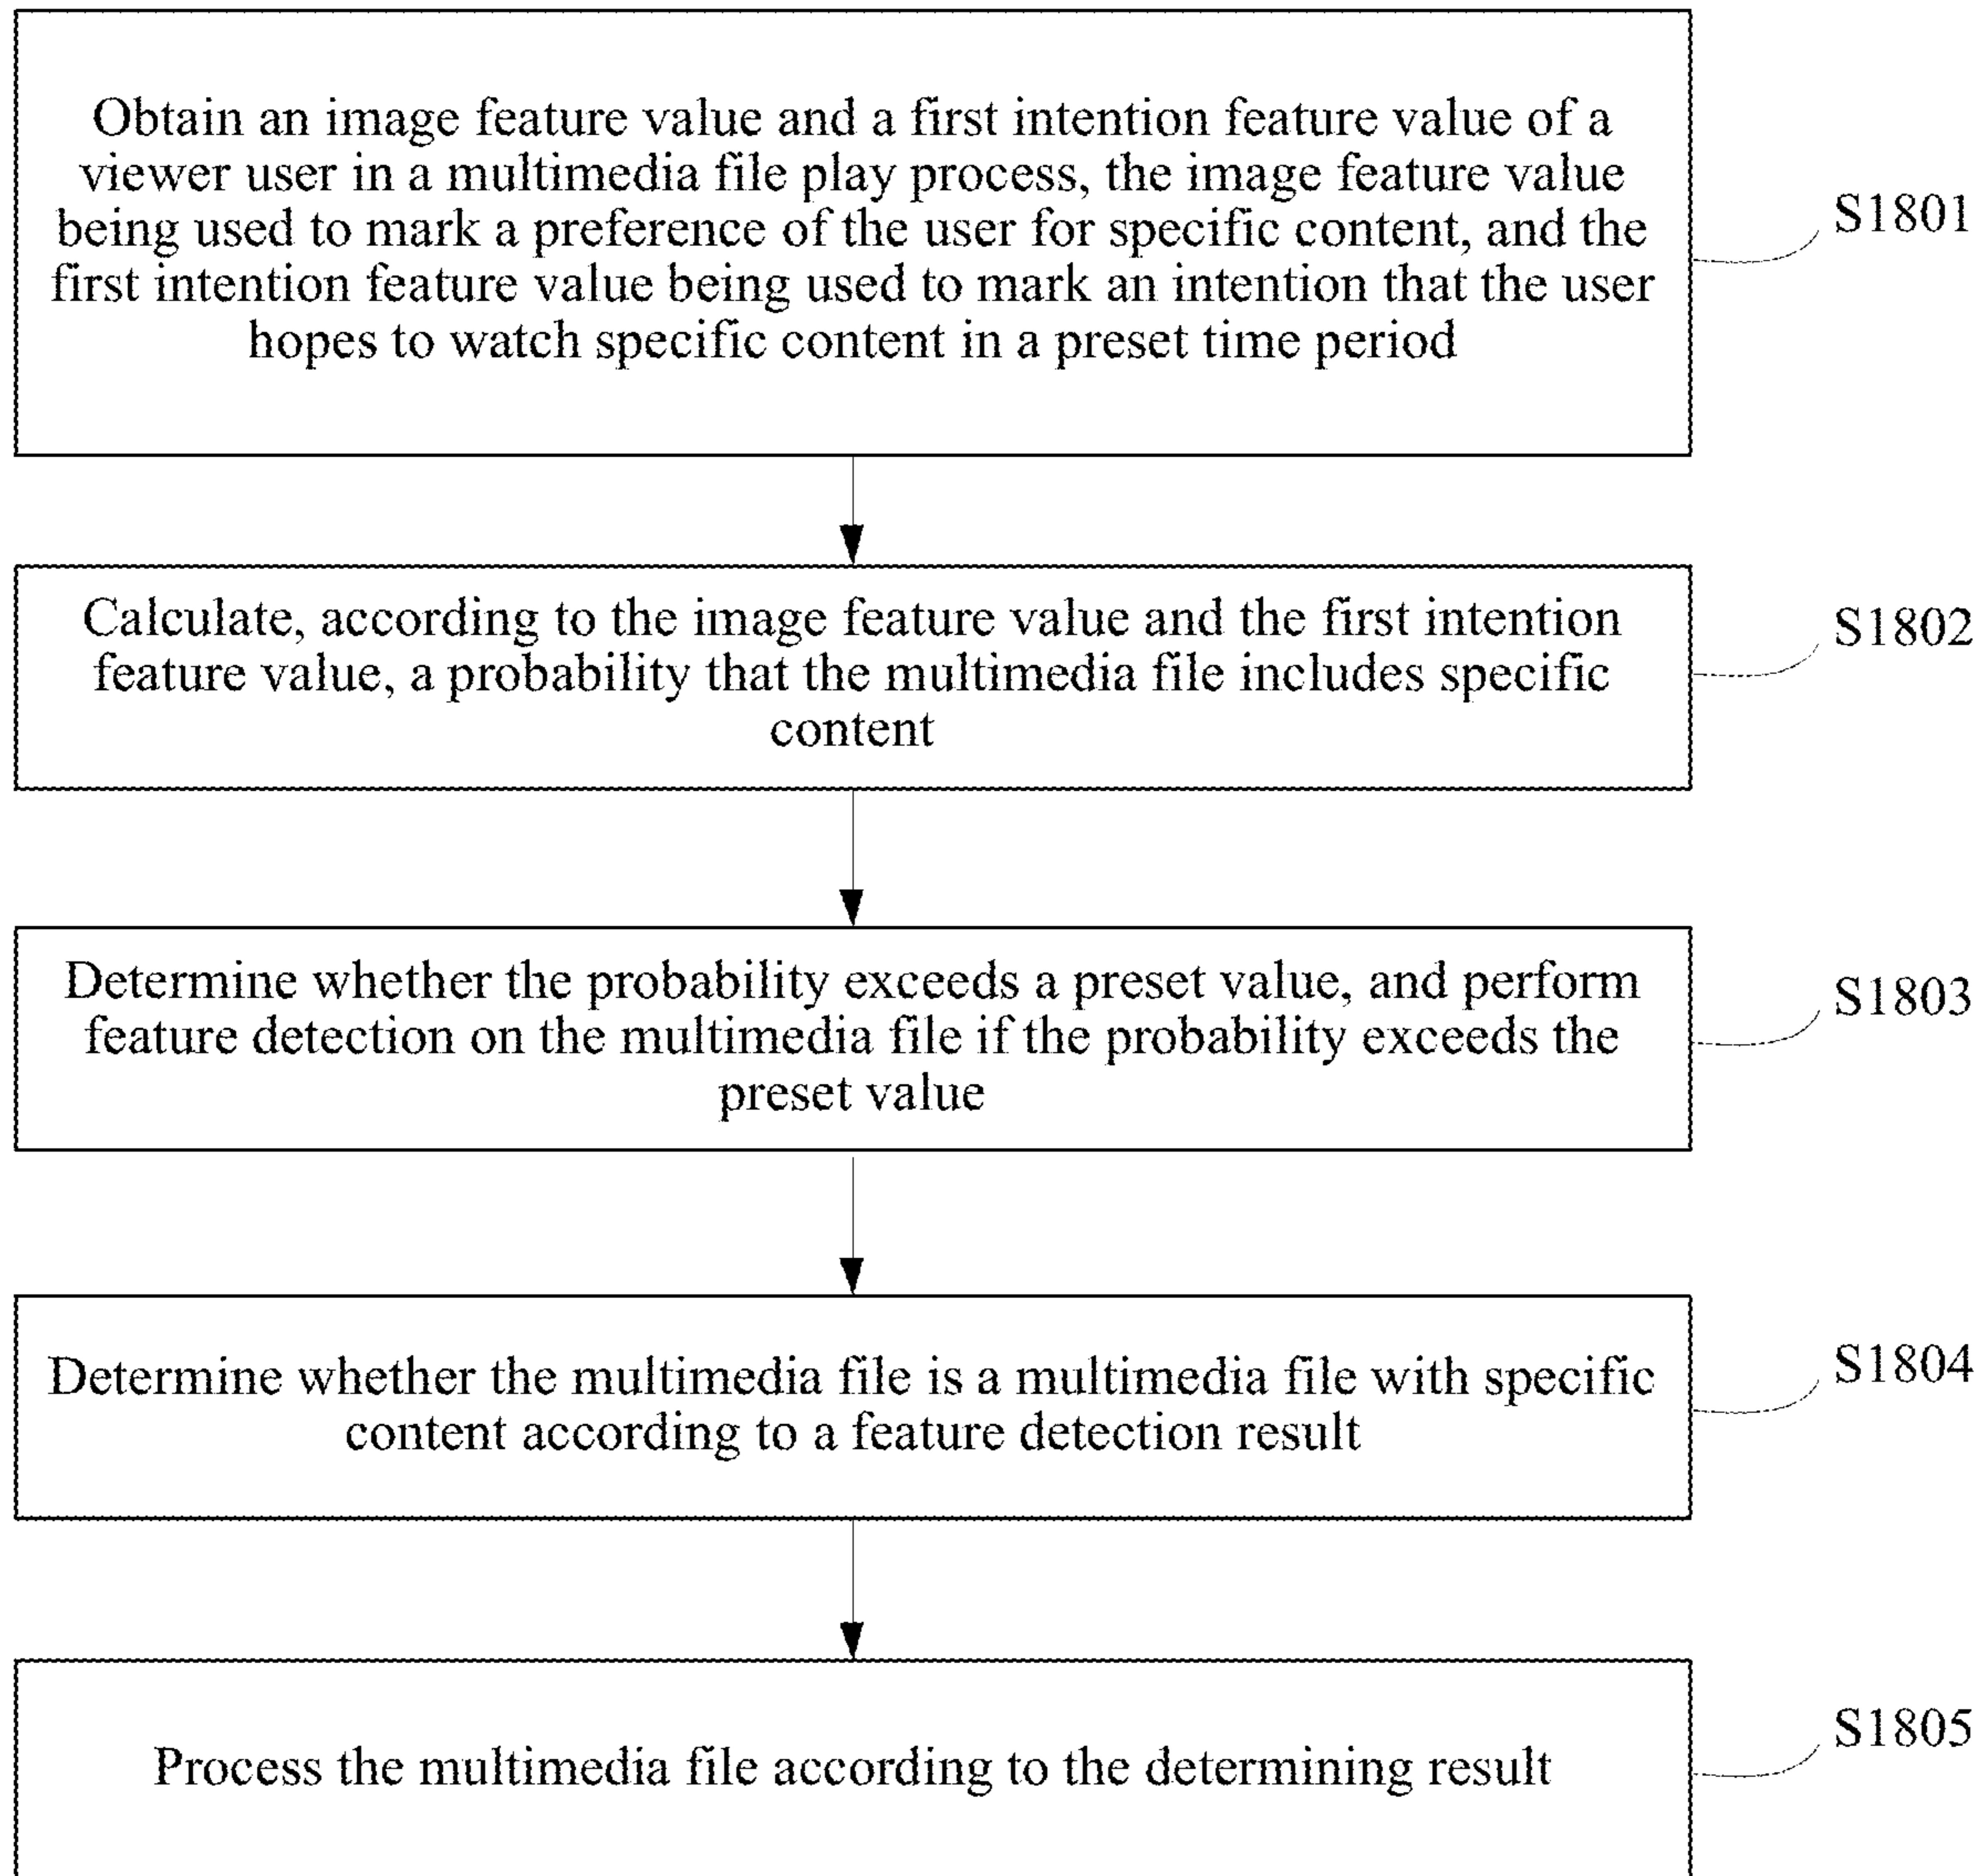 Obtain an image feature value and a first intention feature value of a
viewer user in a multimedia file play process, the image feature value
being used to mark a preference of the user for specific content, and the
first intention feature value being used to mark an intention that the user
hopes to watch specific content in a preset time period
S1801
Calculate, according to the image feature value and the first intention
feature value, a probability that the multimedia file includes specific
content
S1802
Determine whether the probability exceeds a preset value, and perform
feature detection on the multimedia file if the probability exceeds the
preset value
S1803
Determine whether the multimedia file is a multimedia file with specific
content according to a feature detection result
S1804
Process the multimedia file according to the determining result
S1805